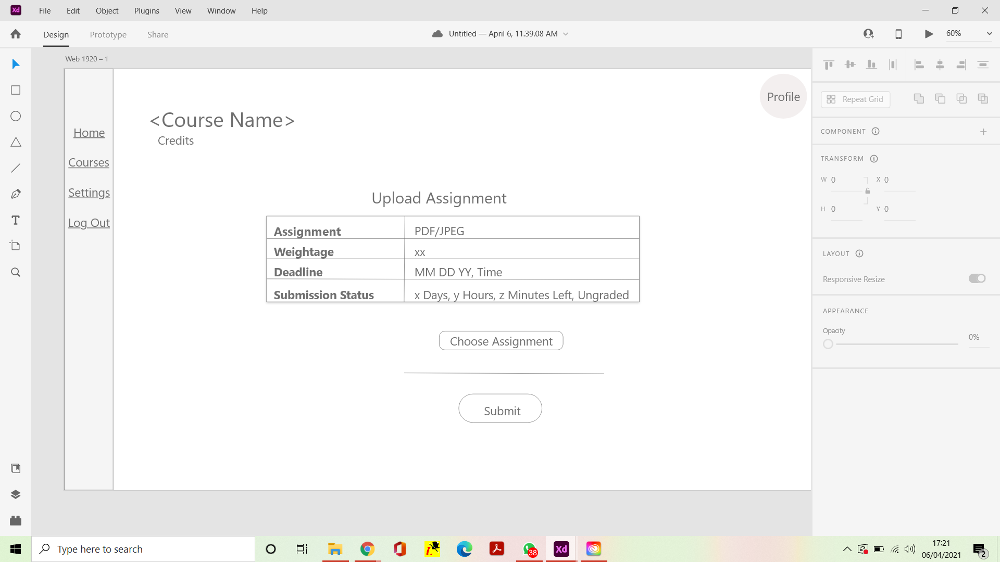 Xd File Edit Object Plugins View Window Help
Design Prototype Share Untitled — April 6, 11.39.08 AM 60%
Web 1920 – 1
Profile
<Course Name>
Credits
Home
Courses
Settings
Log Out
Upload Assignment
Assignment PDF/JPEG
Weightage xx
Deadline MM DD YY, Time
Submission Status x Days, y Hours, z Minutes Left, Ungraded
Choose Assignment
Submit
Repeat Grid
COMPONENT
TRANSFORM
W 0 X 0
H 0 Y 0
LAYOUT
Responsive Resize
APPEARANCE
Opacity
0%
Type here to search
L
38
Xd
17:21
06/04/2021
2